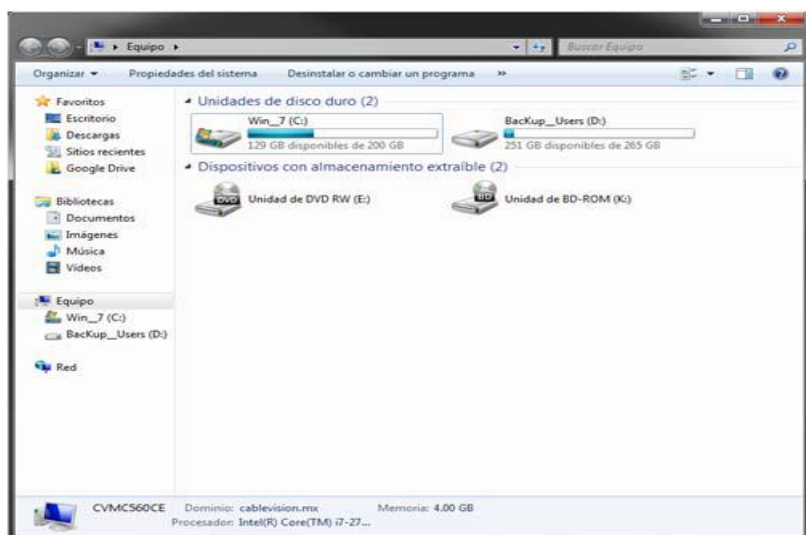 Equipo
Buscar Equipo
Organizar
Propiedades del sistema
Desinstalar o cambiar un programa
»
Favoritos
Escritorio
Descargas
Sitios recientes
Google Drive
Bibliotecas
Documentos
Imágenes
Música
Vídeos
Equipo
Win_7 (C:)
BacKup_Users (D:)
Red
Unidades de disco duro (2)
Win_7 (C:)
129 GB disponibles de 200 GB
BacKup_Users (D:)
251 GB disponibles de 265 GB
Dispositivos con almacenamiento extraíble (2)
DVD
Unidad de DVD RW (E:)
BD
Unidad de BD-ROM (K:)
CVMC560CE
Dominio: cablevision.mx
Memoria: 4.00 GB
Procesador: Intel(R) Core(TM) i7-27...